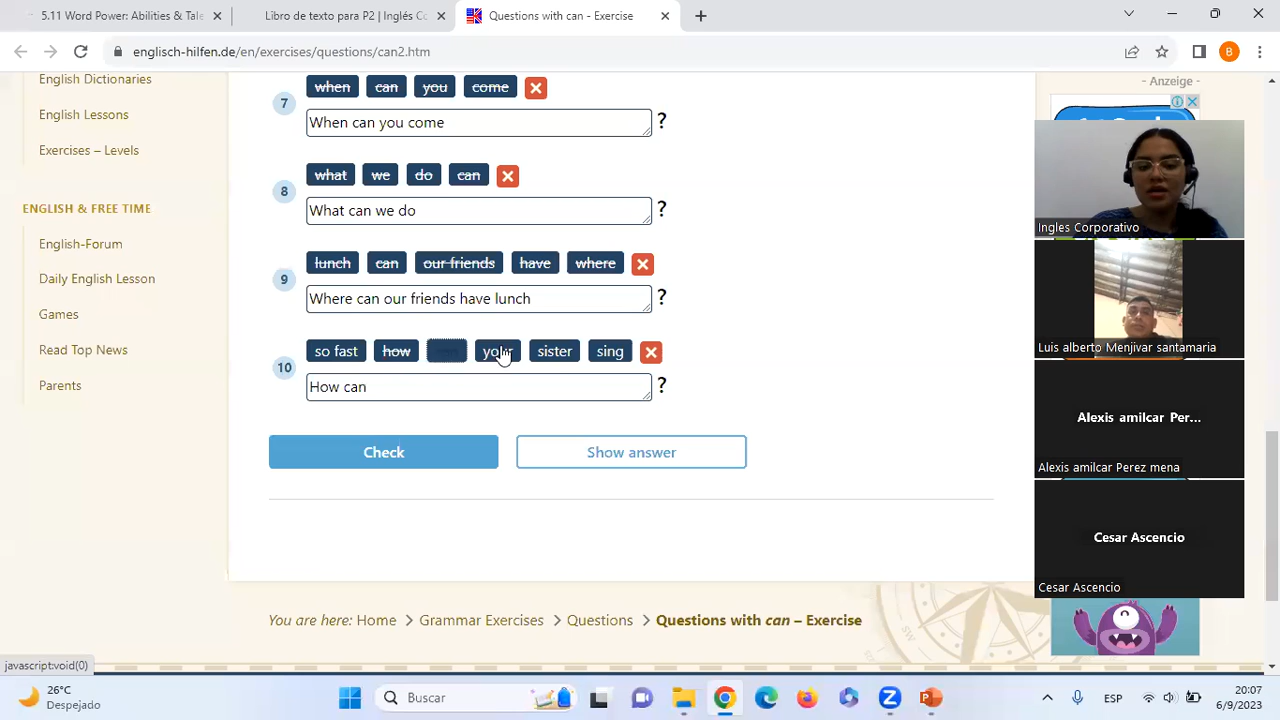 5.11 Word Power: Abilities & Tale
Libro de texto para P2 | Inglés Co
Questions with can - Exercise
englisch-hilfen.de/en/exercises/questions/can2.htm
B
English Dictionaries
English Lessons
Exercises – Levels
ENGLISH & FREE TIME
English-Forum
Daily English Lesson
Games
Read Top News
Parents
- Anzeige -
7
when can you come
When can you come
?
8
what we do can
What can we do
?
9
lunch can our friends have where
Where can our friends have lunch
?
10
so fast how your sister sing
How can
?
Check
Show answer
You are here: Home > Grammar Exercises > Questions > Questions with can – Exercise
Ingles Corporativo
Luis alberto Menjivar santamaria
Alexis amilcar Per...
Alexis amilcar Perez mena
Cesar Ascencio
Cesar Ascencio
javascript:void(0)
26°C
Despejado
Buscar
ESP
20:07
6/9/2023